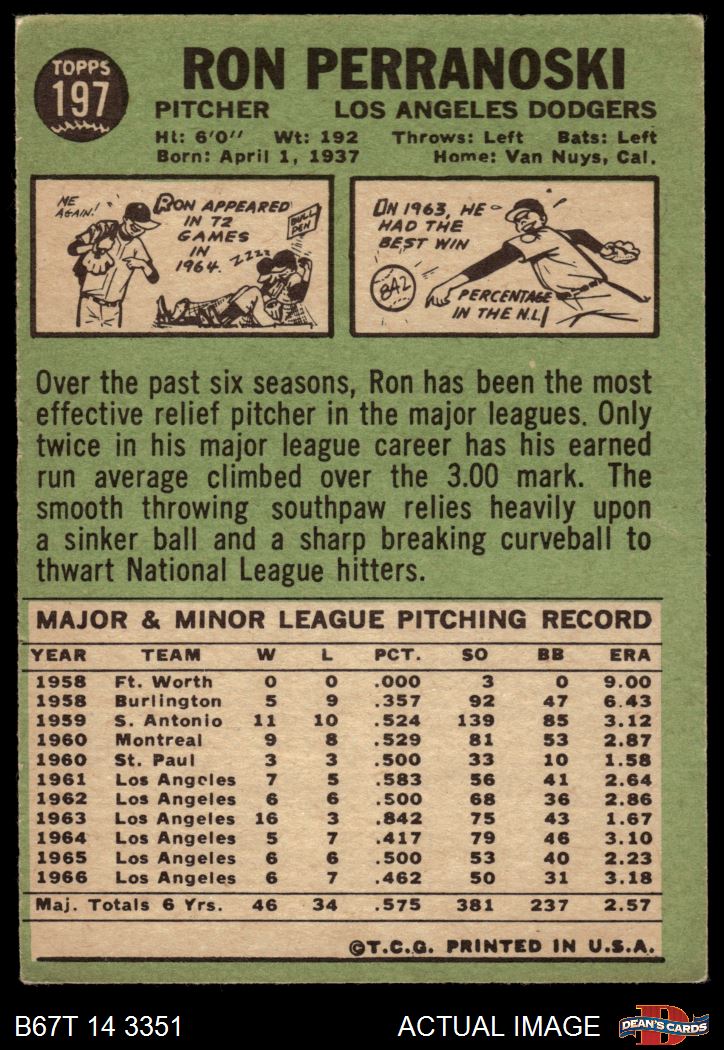 TOPPS
197
RON PERRANOSKI
PITCHER LOS ANGELES DODGERS
Ht: 6'0" Wt: 192 Throws: Left Bats: Left
Born: April 1, 1937 Home: Van Nuys, Cal.
ME AGAIN!
RON APPEARED
IN 72
GAMES
IN
1964.
ZZZZ
BULL PEN
IN 1963, HE
HAD THE
BEST WIN
842
PERCENTAGE
IN THE N.L.
Over the past six seasons, Ron has been the most
effective relief pitcher in the major leagues. Only
twice in his major league career has his earned
run average climbed over the 3.00 mark. The
smooth throwing southpaw relies heavily upon
a sinker ball and a sharp breaking curveball to
thwart National League hitters.
MAJOR & MINOR LEAGUE PITCHING RECORD
YEAR TEAM W L PCT. SO BB ERA
1958 Ft. Worth 0 0 .000 3 0 9.00
1958 Burlington 5 9 .357 92 47 6.43
1959 S. Antonio 11 10 .524 139 85 3.12
1960 Montreal 9 8 .529 81 53 2.87
1960 St. Paul 3 3 .500 33 10 1.58
1961 Los Angeles 7 5 .583 56 41 2.64
1962 Los Angeles 6 6 .500 68 36 2.86
1963 Los Angeles 16 3 .842 75 43 1.67
1964 Los Angeles 5 7 .417 79 46 3.10
1965 Los Angeles 6 6 .500 53 40 2.23
1966 Los Angeles 6 7 .462 50 31 3.18
Maj. Totals 6 Yrs. 46 34 .575 381 237 2.57
©T.C.G. PRINTED IN U.S.A.
B67T 14 3351 ACTUAL IMAGE
D
DEAN'S CARDS